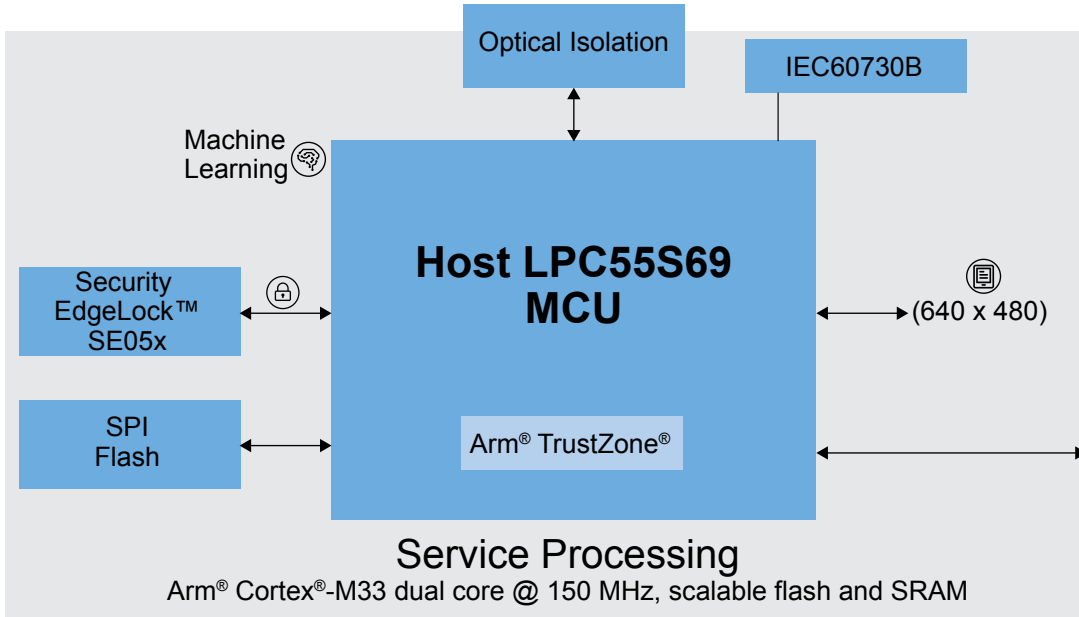 Optical Isolation
IEC60730B
Machine
Learning
Host LPC55S69
MCU
Security
EdgeLock™
SE05x
(640 x 480)
SPI
Flash
Arm® TrustZone®
Service Processing
Arm® Cortex®-M33 dual core @ 150 MHz, scalable flash and SRAM